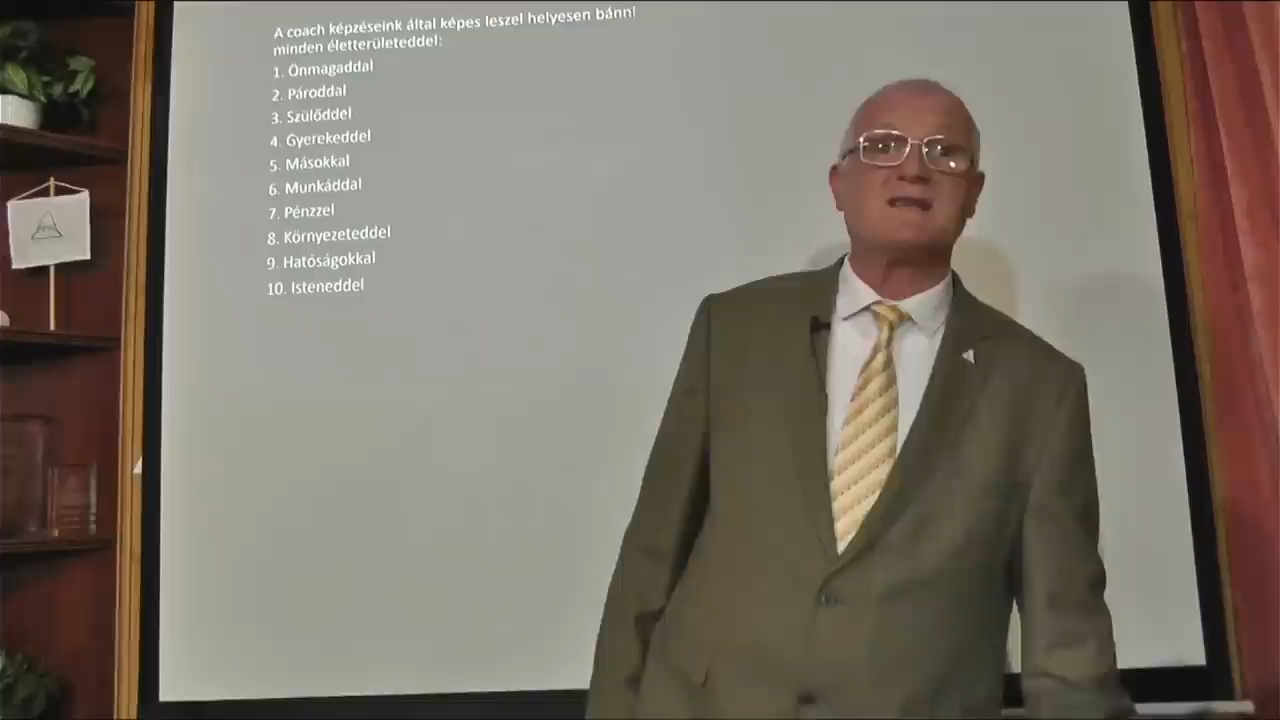 A coach képzéseink által képes leszel helyesen bánni
minden életterületeddel:
1. Önmagaddal
2. Pároddal
3. Szülőddel
4. Gyerekeddel
5. Másokkal
6. Munkáddal
7. Pénzzel
8. Környezeteddel
9. Hatóságokkal
10. Isteneddel